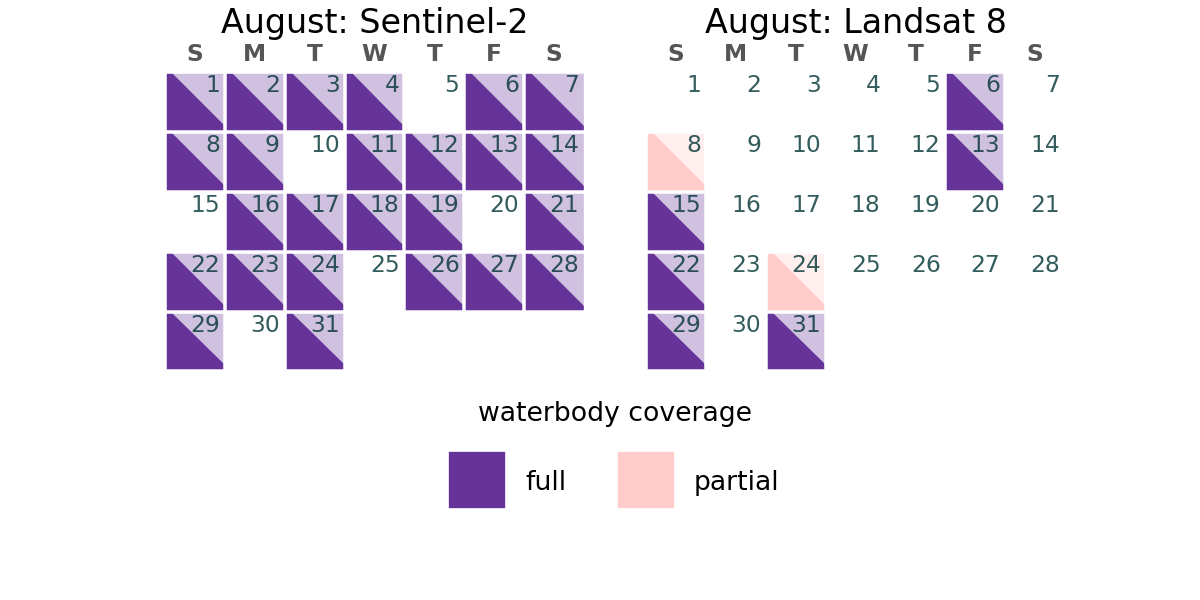 August: Sentinel-2
S M T W T F S
1 2 3 4 5 6 7
8 9 10 11 12 13 14
15 16 17 18 19 20 21
22 23 24 25 26 27 28
29 30 31
August: Landsat 8
S M T W T F S
1 2 3 4 5 6 7
8 9 10 11 12 13 14
15 16 17 18 19 20 21
22 23 24 25 26 27 28
29 30 31
waterbody coverage
full partial